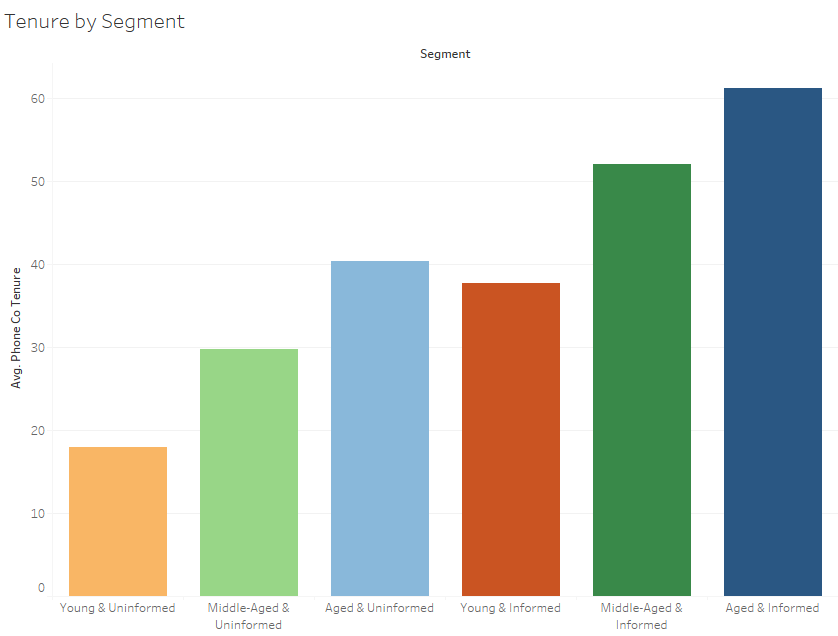 Tenure by Segment
Segment
Avg. Phone Co Tenure
60
50
40
30
20
10
0
Young & Uninformed
Middle-Aged &
Uninformed
Aged & Uninformed
Young & Informed
Middle-Aged &
Informed
Aged & Informed